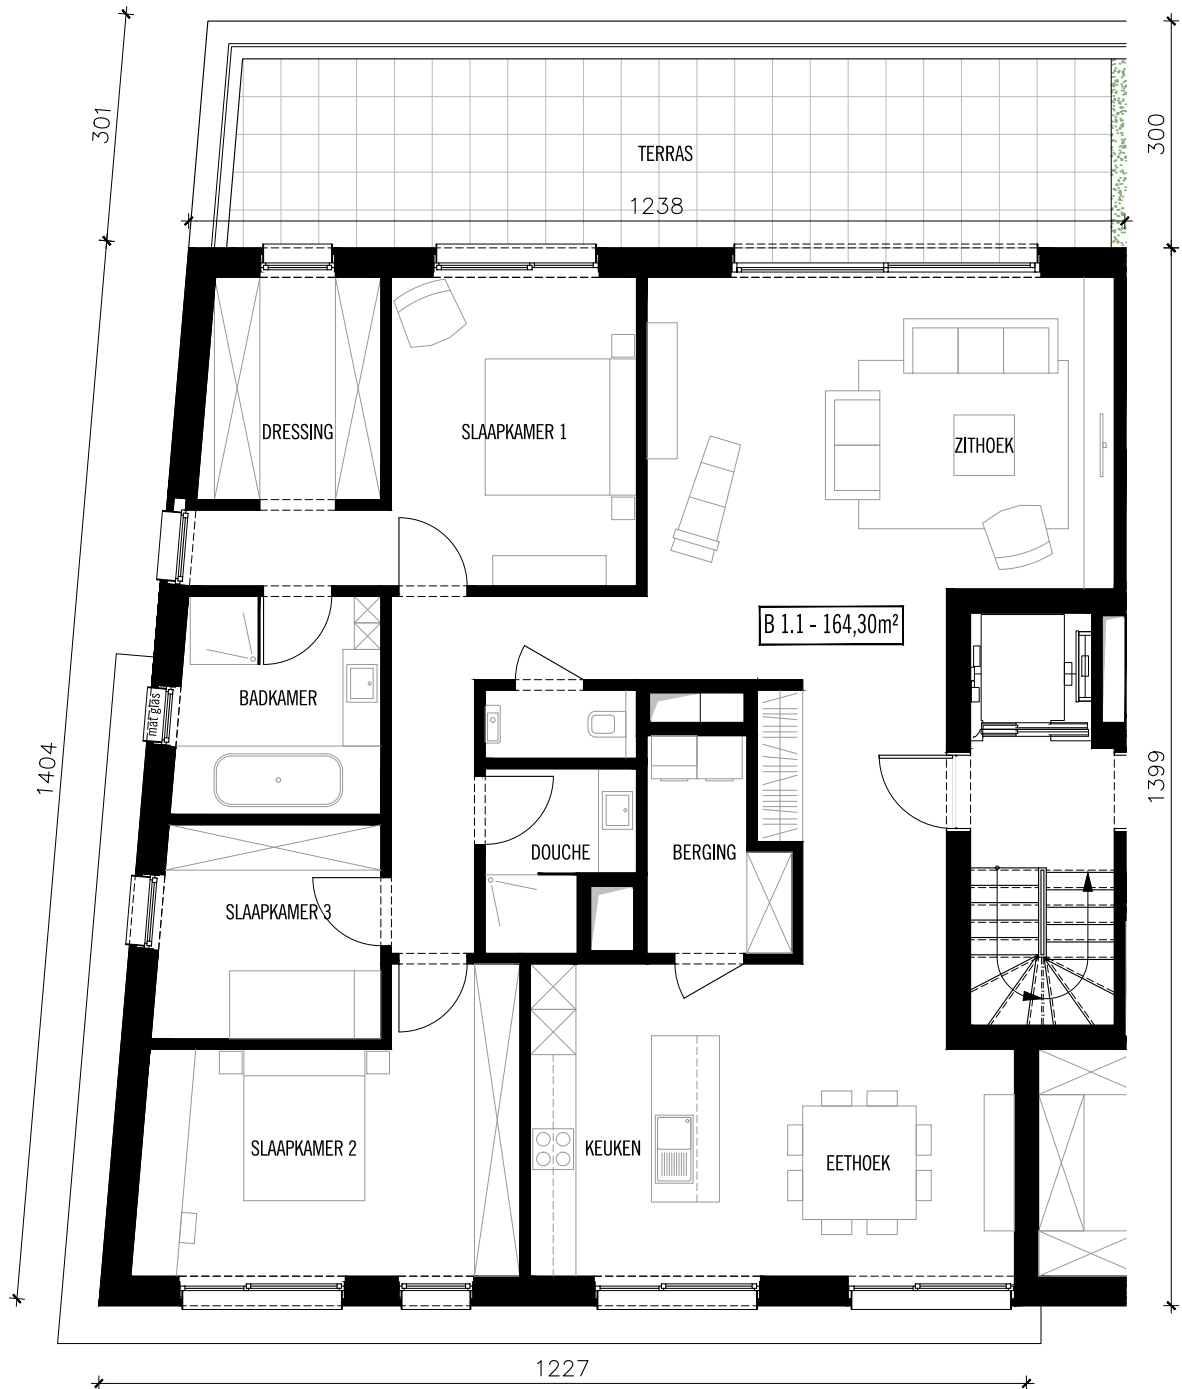 301
300
TERRAS
1238
DRESSING
SLAAPKAMER 1
ZITHOEK
B 1.1 - 164,30m²
BADKAMER
mat glas
1404
1399
DOUCHE
BERGING
SLAAPKAMER 3
SLAAPKAMER 2
KEUKEN
EETHOEK
1227